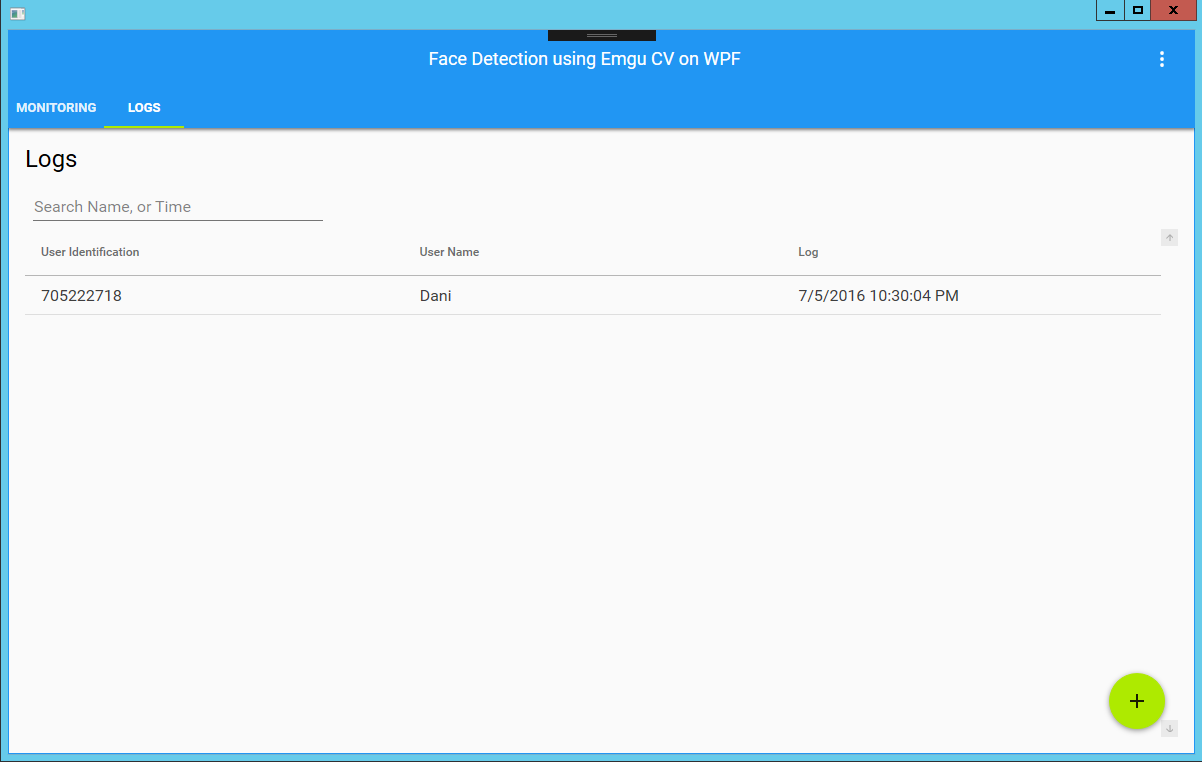 Face Detection using Emgu CV on WPF
MONITORING LOGS
Logs
Search Name, or Time
User Identification User Name Log
705222718 Dani 7/5/2016 10:30:04 PM